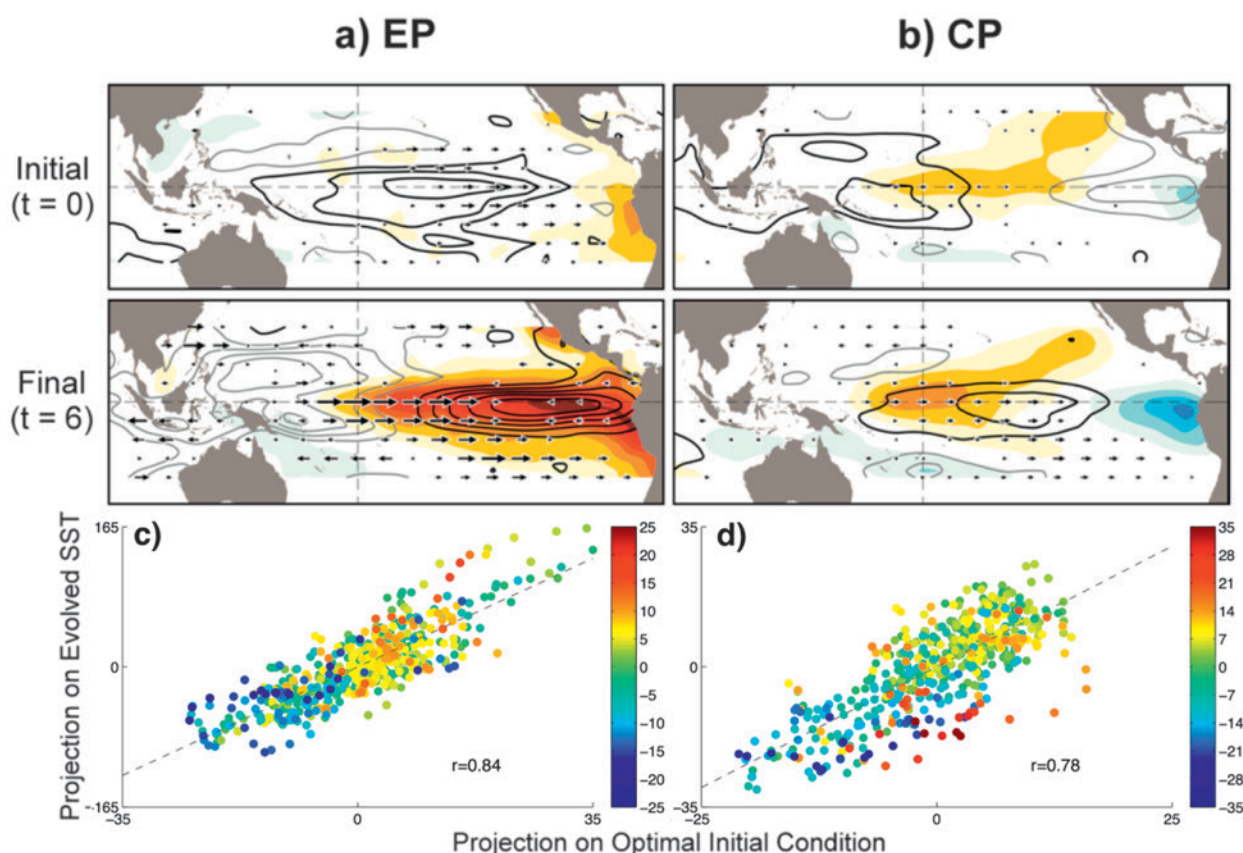 a) EP
b) CP
Initial
(t = 0)
Final
(t = 6)
c)
d)
Projection on Evolved SST
165
0
-165
-35
0
35
r=0.84
25
20
15
10
5
0
-5
-10
-15
-20
-25
35
0
-35
-25
0
25
r=0.78
35
28
21
14
7
0
-7
-14
-21
-28
-35
Projection on Optimal Initial Condition